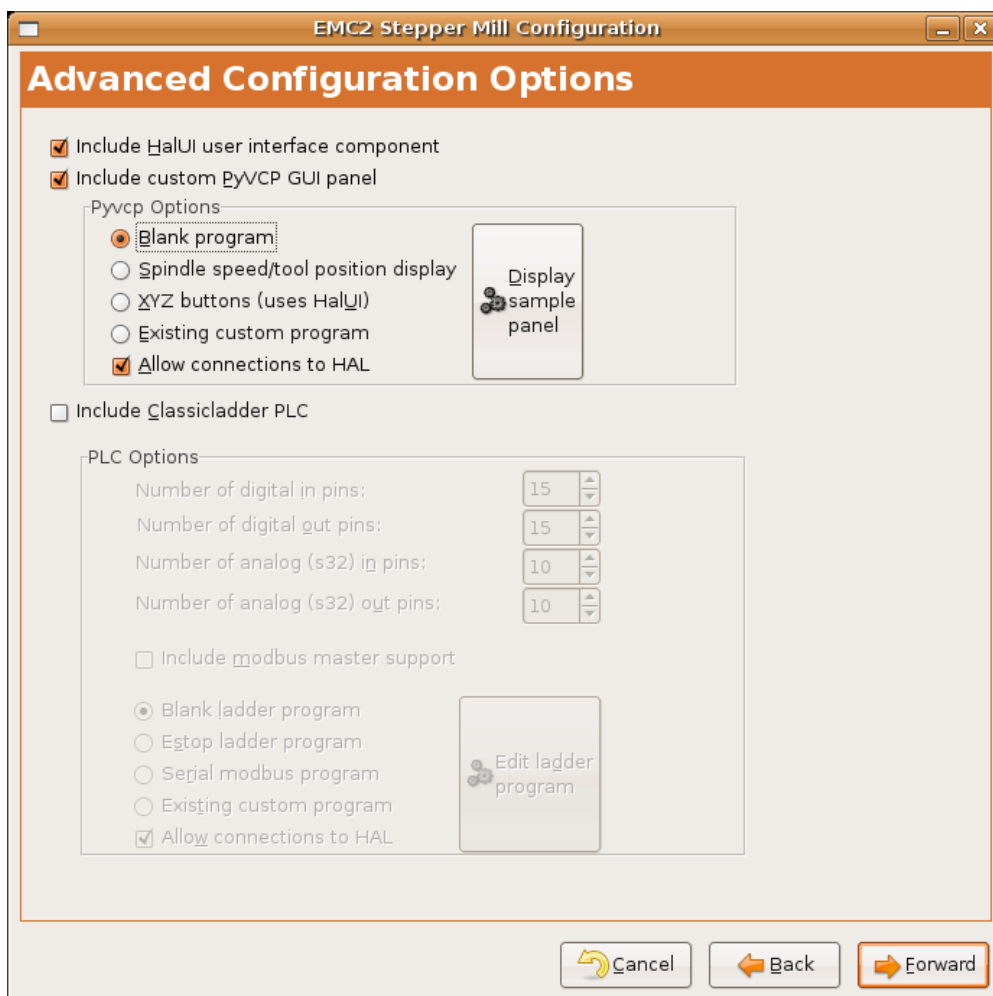 EMC2 Stepper Mill Configuration
Advanced Configuration Options
Include HalUI user interface component
Include custom PyVCP GUI panel
Pyvcp Options
Blank program
Spindle speed/tool position display
XYZ buttons (uses HalUI)
Existing custom program
Allow connections to HAL
Display
sample
panel
Include Classicladder PLC
PLC Options
Number of digital in pins: 15
Number of digital out pins: 15
Number of analog (s32) in pins: 10
Number of analog (s32) out pins: 10
Include modbus master support
Blank ladder program
Estop ladder program
Serial modbus program
Existing custom program
Allow connections to HAL
Edit ladder
program
Cancel Back Forward